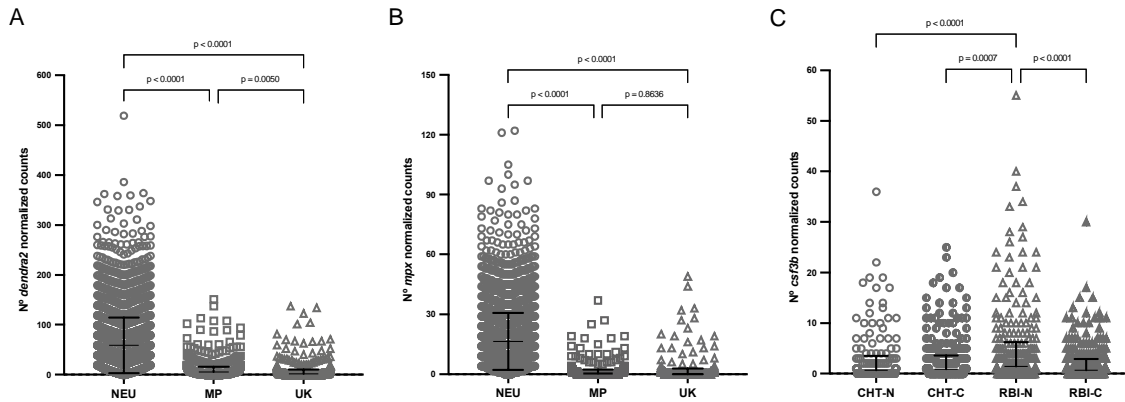 A
p < 0.0001
p < 0.0001
p = 0.0050
Nº dendra2 normalized counts
600
500
400
300
200
100
0
NEU
MP
UK
B
p < 0.0001
p < 0.0001
p = 0.8636
Nº mpx normalized counts
150
120
90
60
30
0
NEU
MP
UK
C
p < 0.0001
p = 0.0007
p < 0.0001
Nº csf3b normalized counts
60
50
40
30
20
10
0
CHT-N
CHT-C
RBI-N
RBI-C